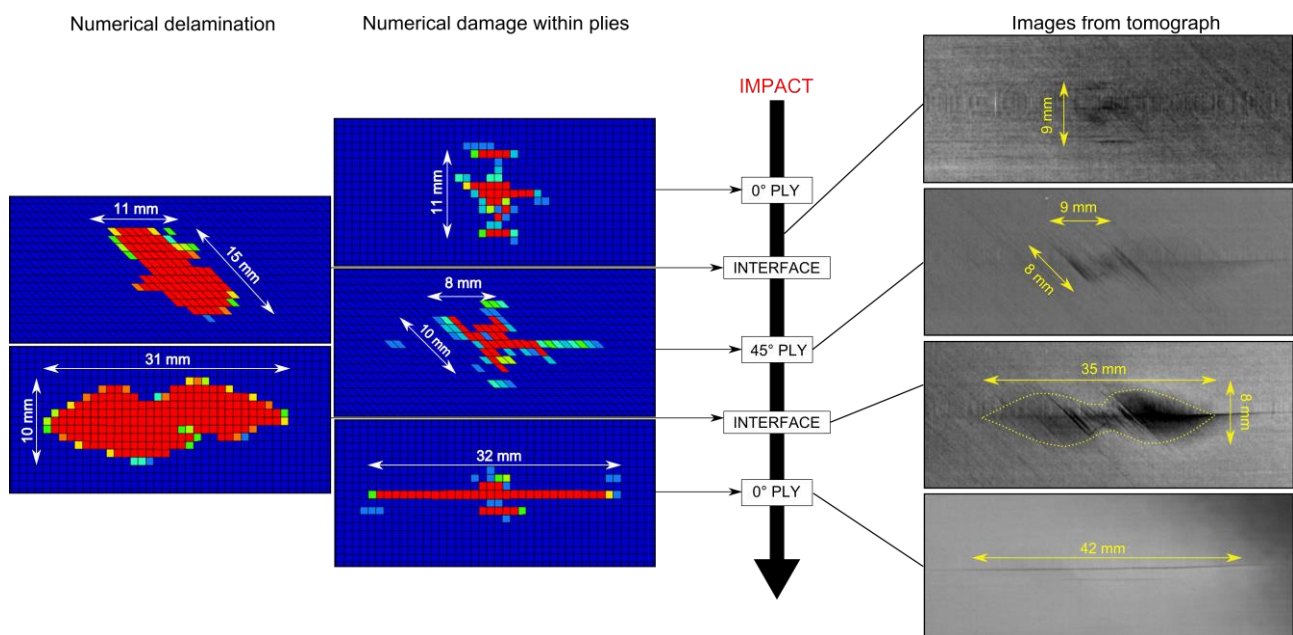 Numerical delamination
Numerical damage within plies
Images from tomograph
IMPACT
9 mm
11 mm
0° PLY
11 mm
15 mm
9 mm
8 mm
INTERFACE
8 mm
10 mm
45° PLY
31 mm
10 mm
35 mm
8 mm
INTERFACE
32 mm
0° PLY
42 mm